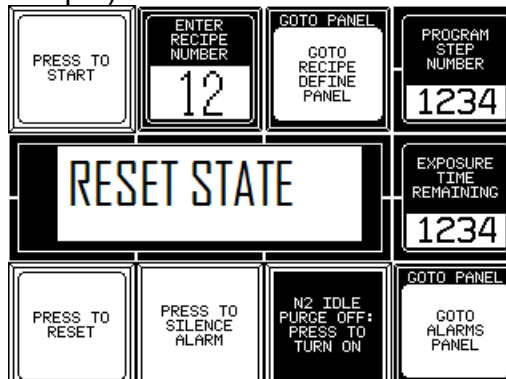 PRESS TO
START
ENTER
RECIPE
NUMBER
12
GOTO PANEL
GOTO
RECIPE
DEFINE
PANEL
PROGRAM
STEP
NUMBER
1234
RESET STATE
EXPOSURE
TIME
REMAINING
1234
PRESS TO
RESET
PRESS TO
SILENCE
ALARM
N2 IDLE
PURGE OFF:
PRESS TO
TURN ON
GOTO PANEL
GOTO
ALARMS
PANEL